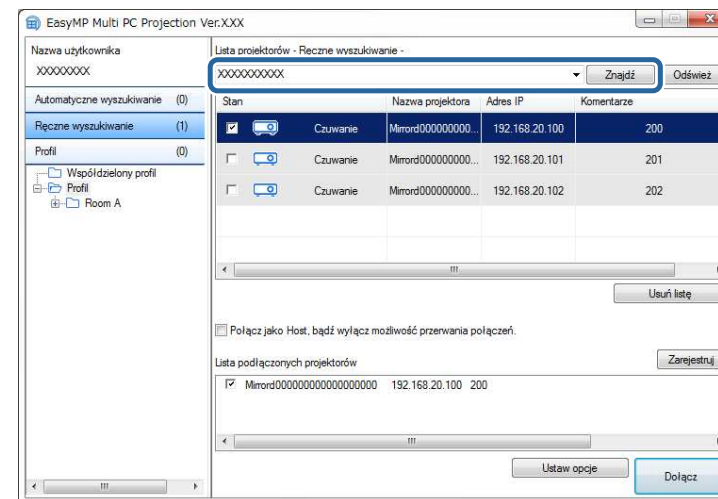 EasyMP Multi PC Projection Ver.XXX
Nazwa użytkownika
XXXXXXXX
Lista projektorów - Ręczne wyszukiwanie -
XXXXXXXXXX
Znajdź
Odśwież
Automatyczne wyszukiwanie (0)
Ręczne wyszukiwanie (1)
Profil (0)
Współdzielony profil
Profil
Room A
Stan Nazwa projektora Adres IP Komentarze
Czuwanie Mirrord000000000... 192.168.20.100 200
Czuwanie Mirrord000000000... 192.168.20.101 201
Czuwanie Mirrord000000000... 192.168.20.102 202
Usuń listę
Połącz jako Host, bądź wyłącz możliwość przerwania połączeń.
Lista podłączonych projektorów
Zarejestruj
Mirrord000000000000000000 192.168.20.100 200
Ustaw opcje
Dołącz